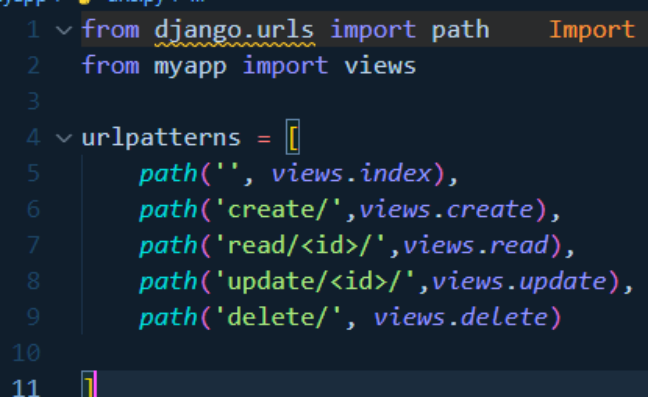 1 from django.urls import path Import
2 from myapp import views
3
4 urlpatterns = [
5 path('', views.index),
6 path('create/',views.create),
7 path('read/<id>/',views.read),
8 path('update/<id>/',views.update),
9 path('delete/', views.delete)
10
11 ]